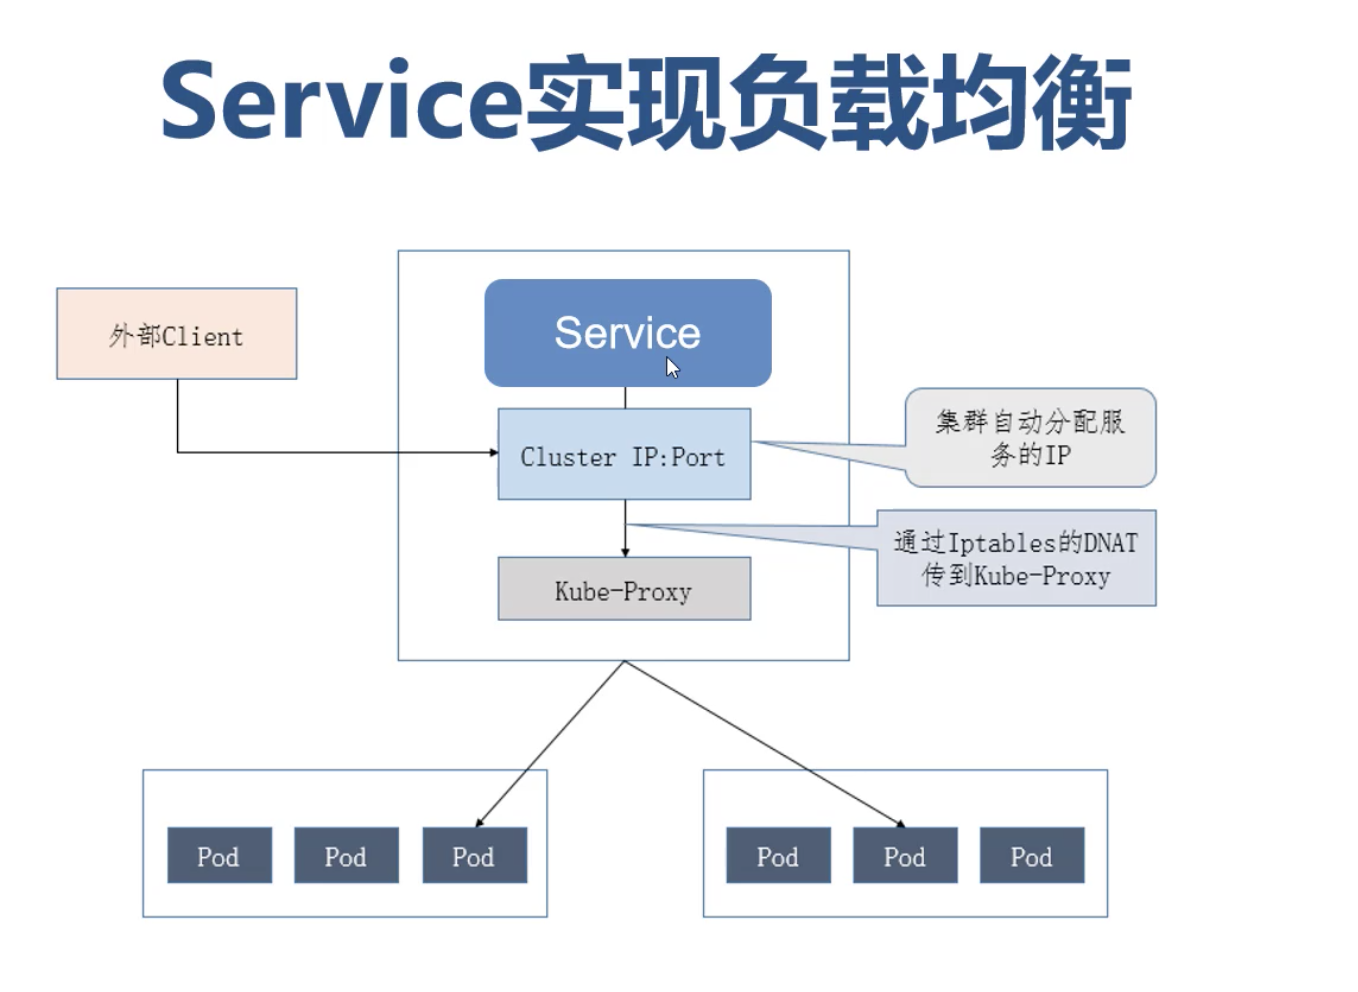 Service实现负载均衡
外部Client
Service
Cluster IP:Port
集群自动分配服
务的IP
通过Iptables的DNAT
传到Kube-Proxy
Kube-Proxy
Pod
Pod
Pod
Pod
Pod
Pod